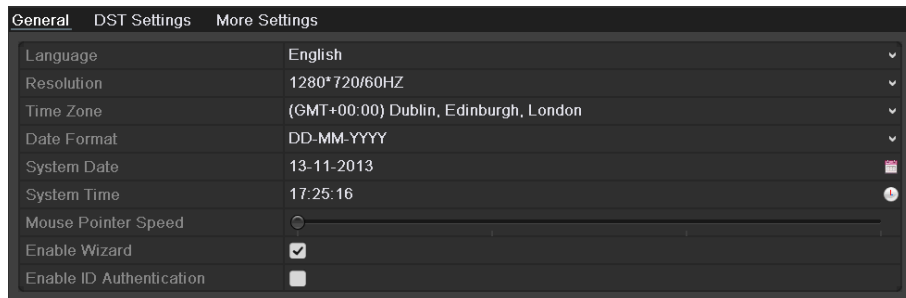 General DST Settings More Settings
Language English
Resolution 1280*720/60HZ
Time Zone (GMT+00:00) Dublin, Edinburgh, London
Date Format DD-MM-YYYY
System Date 13-11-2013
System Time 17:25:16
Mouse Pointer Speed
Enable Wizard
Enable ID Authentication